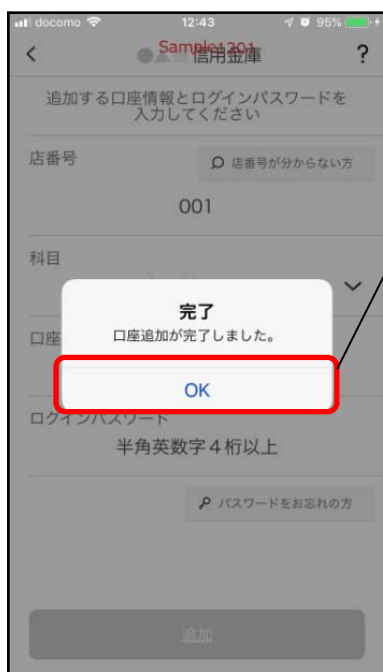 docomo 12:43 95%
Sample1201
●▲■信用金庫 ?
追加する口座情報とログインパスワードを
入力してください
店番号
店番号が分からない方
001
科目
完了
口座追加が完了しました。
口座
OK
ログインパスワード
半角英数字4桁以上
パスワードをお忘れの方
追加